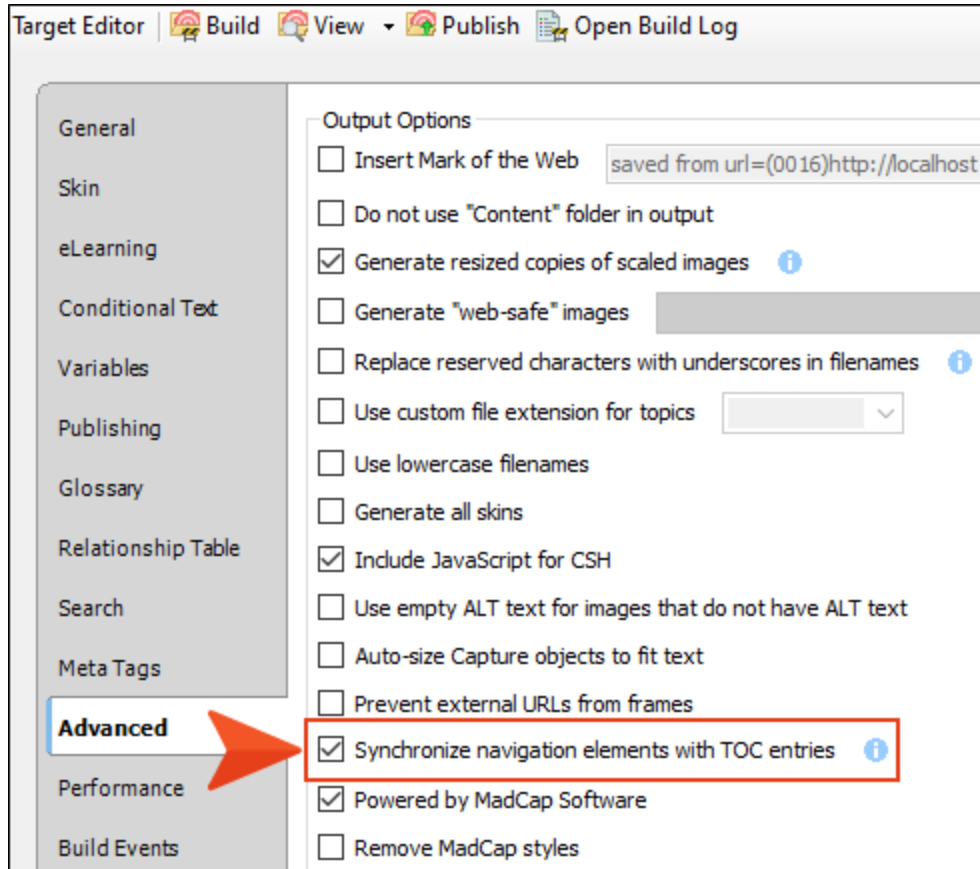 Target Editor Build View Publish Open Build Log
General
Skin
eLearning
Conditional Text
Variables
Publishing
Glossary
Relationship Table
Search
Meta Tags
Advanced
Performance
Build Events
Output Options
Insert Mark of the Web saved from url=(0016)http://localhost
Do not use "Content" folder in output
Generate resized copies of scaled images
Generate "web-safe" images
Replace reserved characters with underscores in filenames
Use custom file extension for topics
Use lowercase filenames
Generate all skins
Include JavaScript for CSH
Use empty ALT text for images that do not have ALT text
Auto-size Capture objects to fit text
Prevent external URLs from frames
Synchronize navigation elements with TOC entries
Powered by MadCap Software
Remove MadCap styles